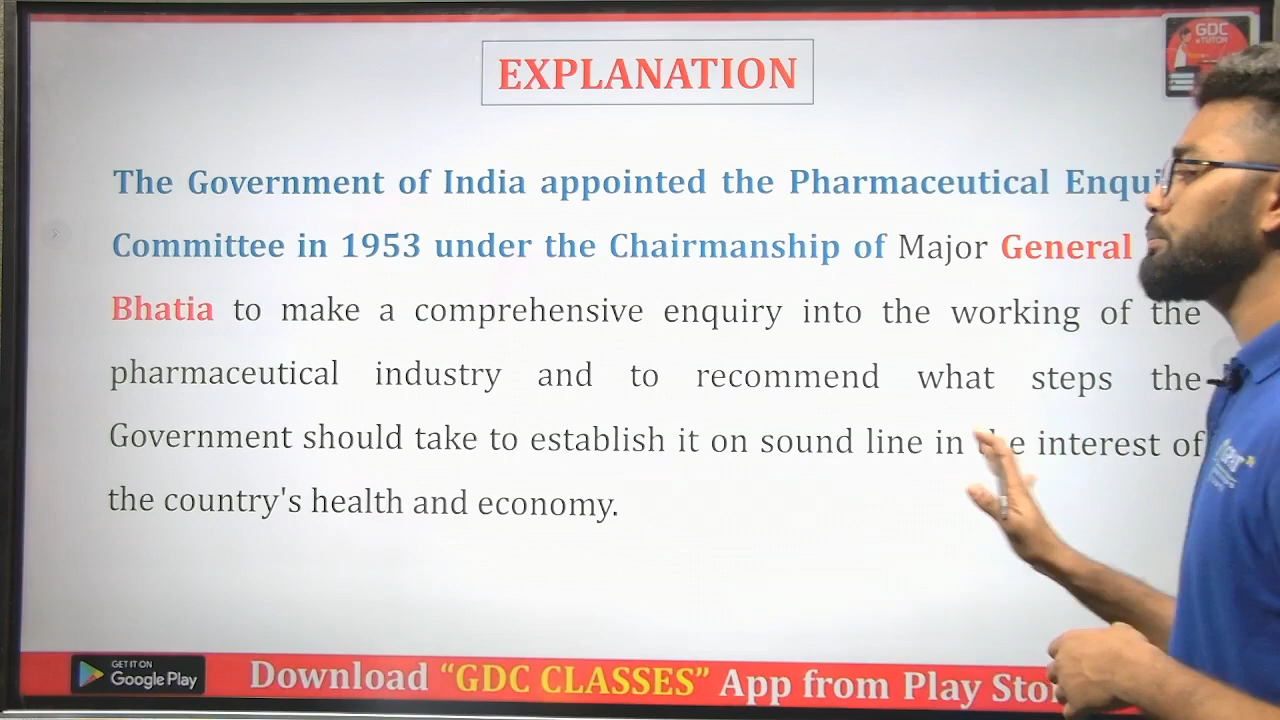 GDC
TUTOR
EXPLANATION
The Government of India appointed the Pharmaceutical
Committee in 1953 under the Chairmanship of Major General
Bhatia to make a comprehensive enquiry into the working of the
pharmaceutical industry and to recommend what steps the
Government should take to establish it on sound line in the interest of
the country's health and economy.
GET IT ON
Google Play
Download “GDC CLASSES” App from Play